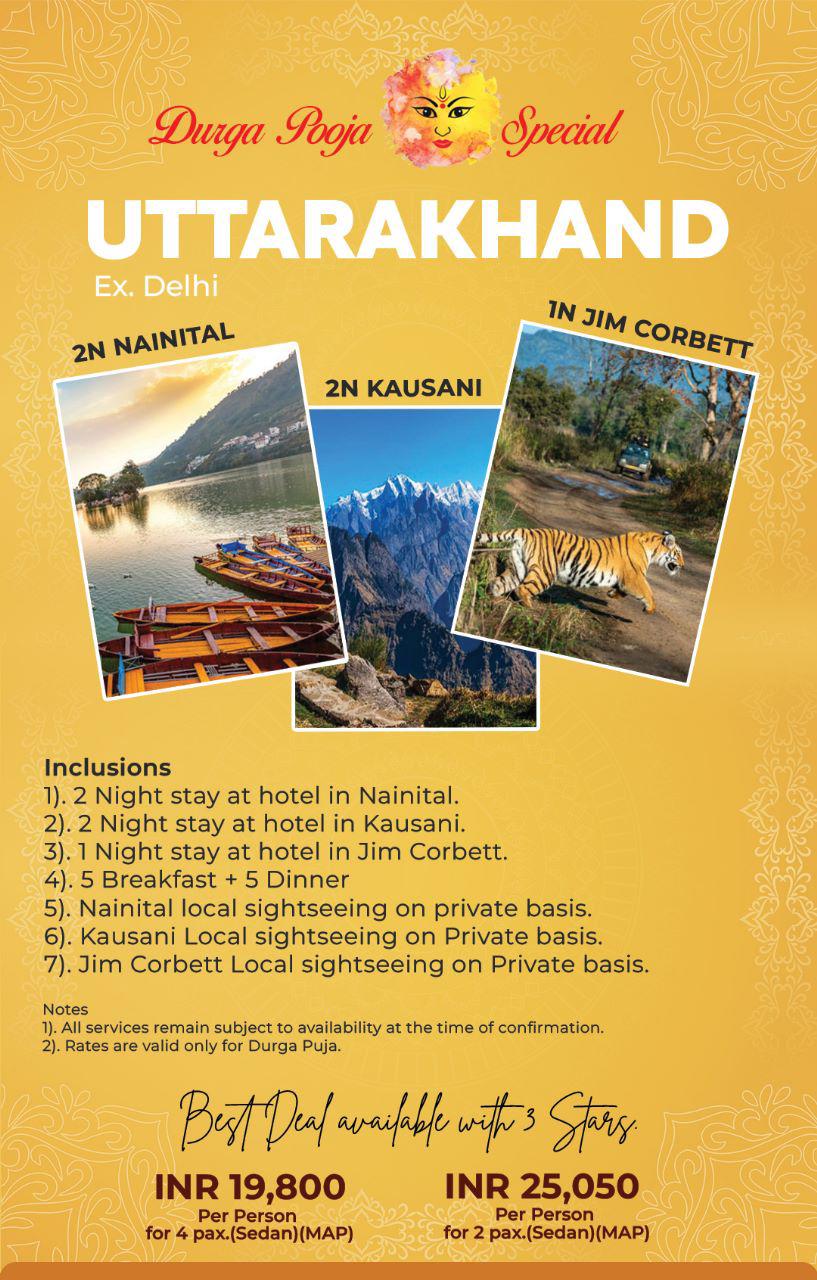 Durga Pooja Special
UTTARAKHAND
Ex. Delhi
2N NAINITAL
2N KAUSANI
1N JIM CORBETT
Inclusions
1). 2 Night stay at hotel in Nainital.
2). 2 Night stay at hotel in Kausani.
3). 1 Night stay at hotel in Jim Corbett.
4). 5 Breakfast + 5 Dinner
5). Nainital local sightseeing on private basis.
6). Kausani Local sightseeing on Private basis.
7). Jim Corbett Local sightseeing on Private basis.
Notes
1). All services remain subject to availability at the time of confirmation.
2). Rates are valid only for Durga Puja.
Best Deal available with 3 Stars.
INR 19,800
Per Person
for 4 pax.(Sedan)(MAP)
INR 25,050
Per Person
for 2 pax.(Sedan)(MAP)